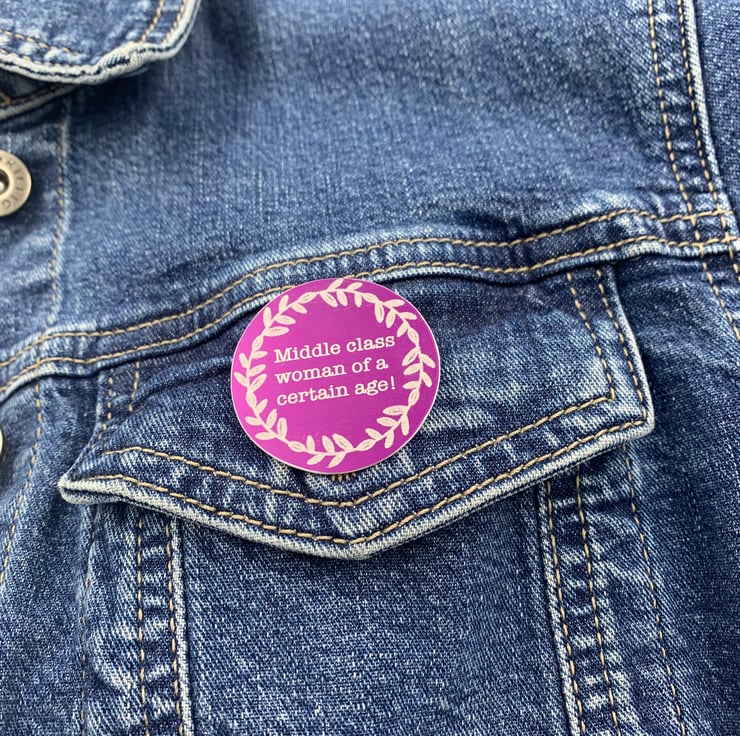 Middle class
woman of a
certain age!